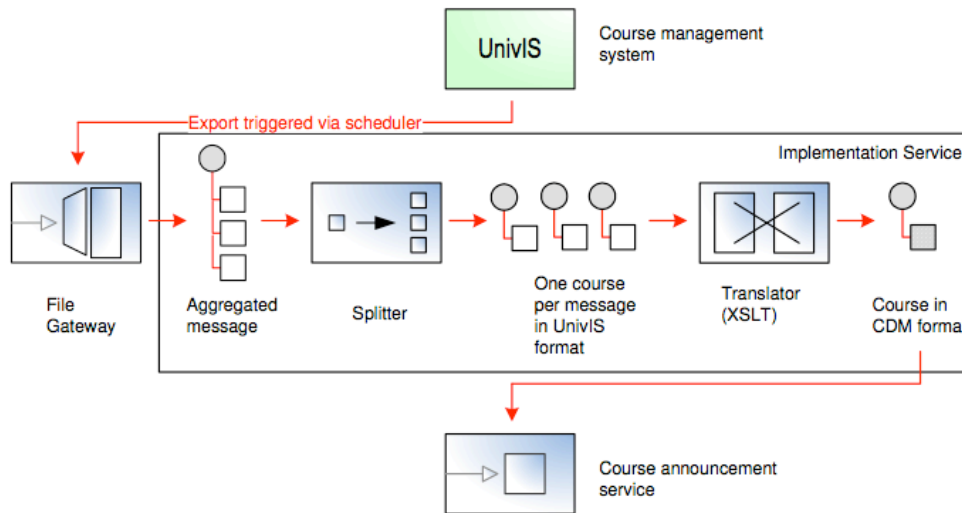 UnivIS
Course management
system
Export triggered via scheduler
Implementation Service
File
Gateway
Aggregated
message
Splitter
One course
per message
in UnivIS
format
Translator
(XSLT)
Course in
CDM forma
Course announcement
service